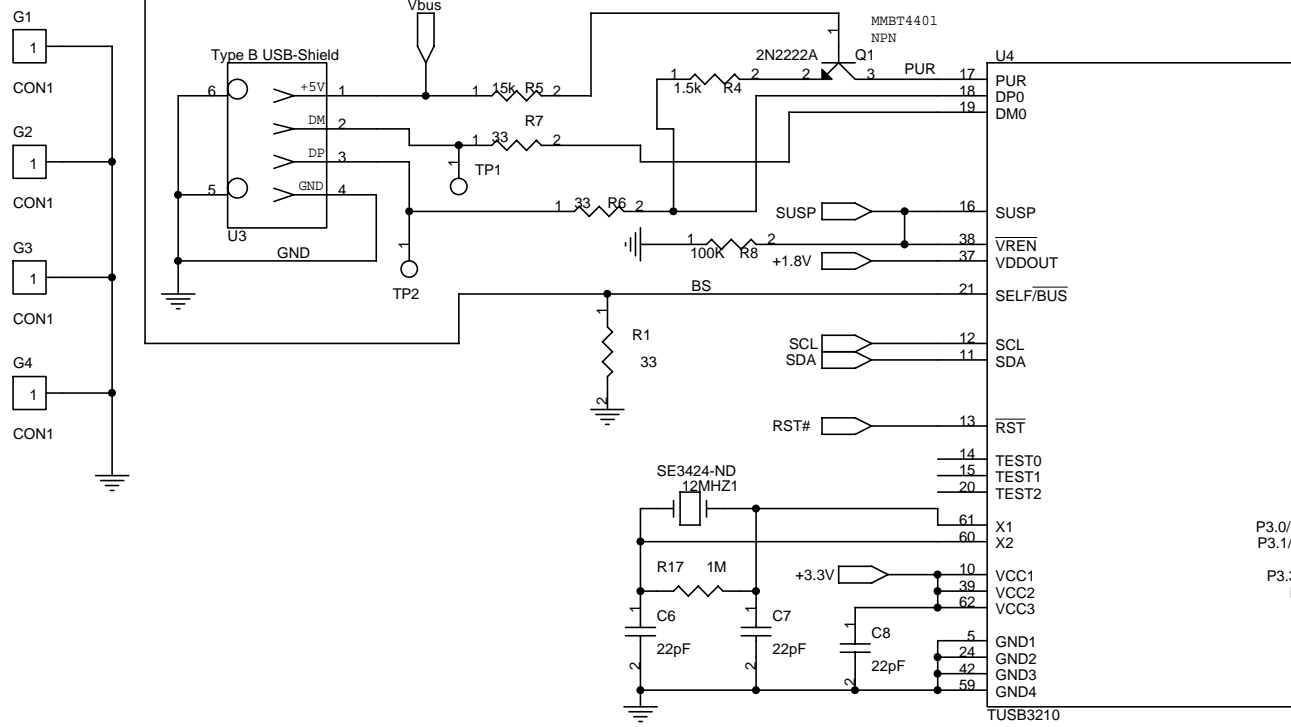 G1
1
CON1
G2
1
CON1
G3
1
CON1
G4
1
CON1
Vbus
Type B USB-Shield
6
5
+5V
1
DM
2
DP
3
GND
4
U3
GND
1
15k
R5
2
R7
1
33
2
1
TP1
1
TP2
1
33
R6
2
MMBT4401
NPN
1
2N2222A
Q1
1
1.5k
R4
2
2
3
PUR
U4
17
PUR
18
DP0
19
DM0
SUSP
16
SUSP
1
100K
R8
2
38
VREN
+1.8V
37
VDDOUT
BS
21
SELF/BUS
1
R1
33
2
SCL
12
SCL
SDA
11
SDA
RST#
13
RST
14
TEST0
15
TEST1
20
TEST2
SE3424-ND
12MHZ1
61
X1
60
X2
R17
1M
+3.3V
10
VCC1
39
VCC2
62
VCC3
1
C6
22pF
2
1
C7
22pF
2
1
C8
22pF
2
5
GND1
24
GND2
42
GND3
59
GND4
TUSB3210
P3.0/
P3.1/
P3.3